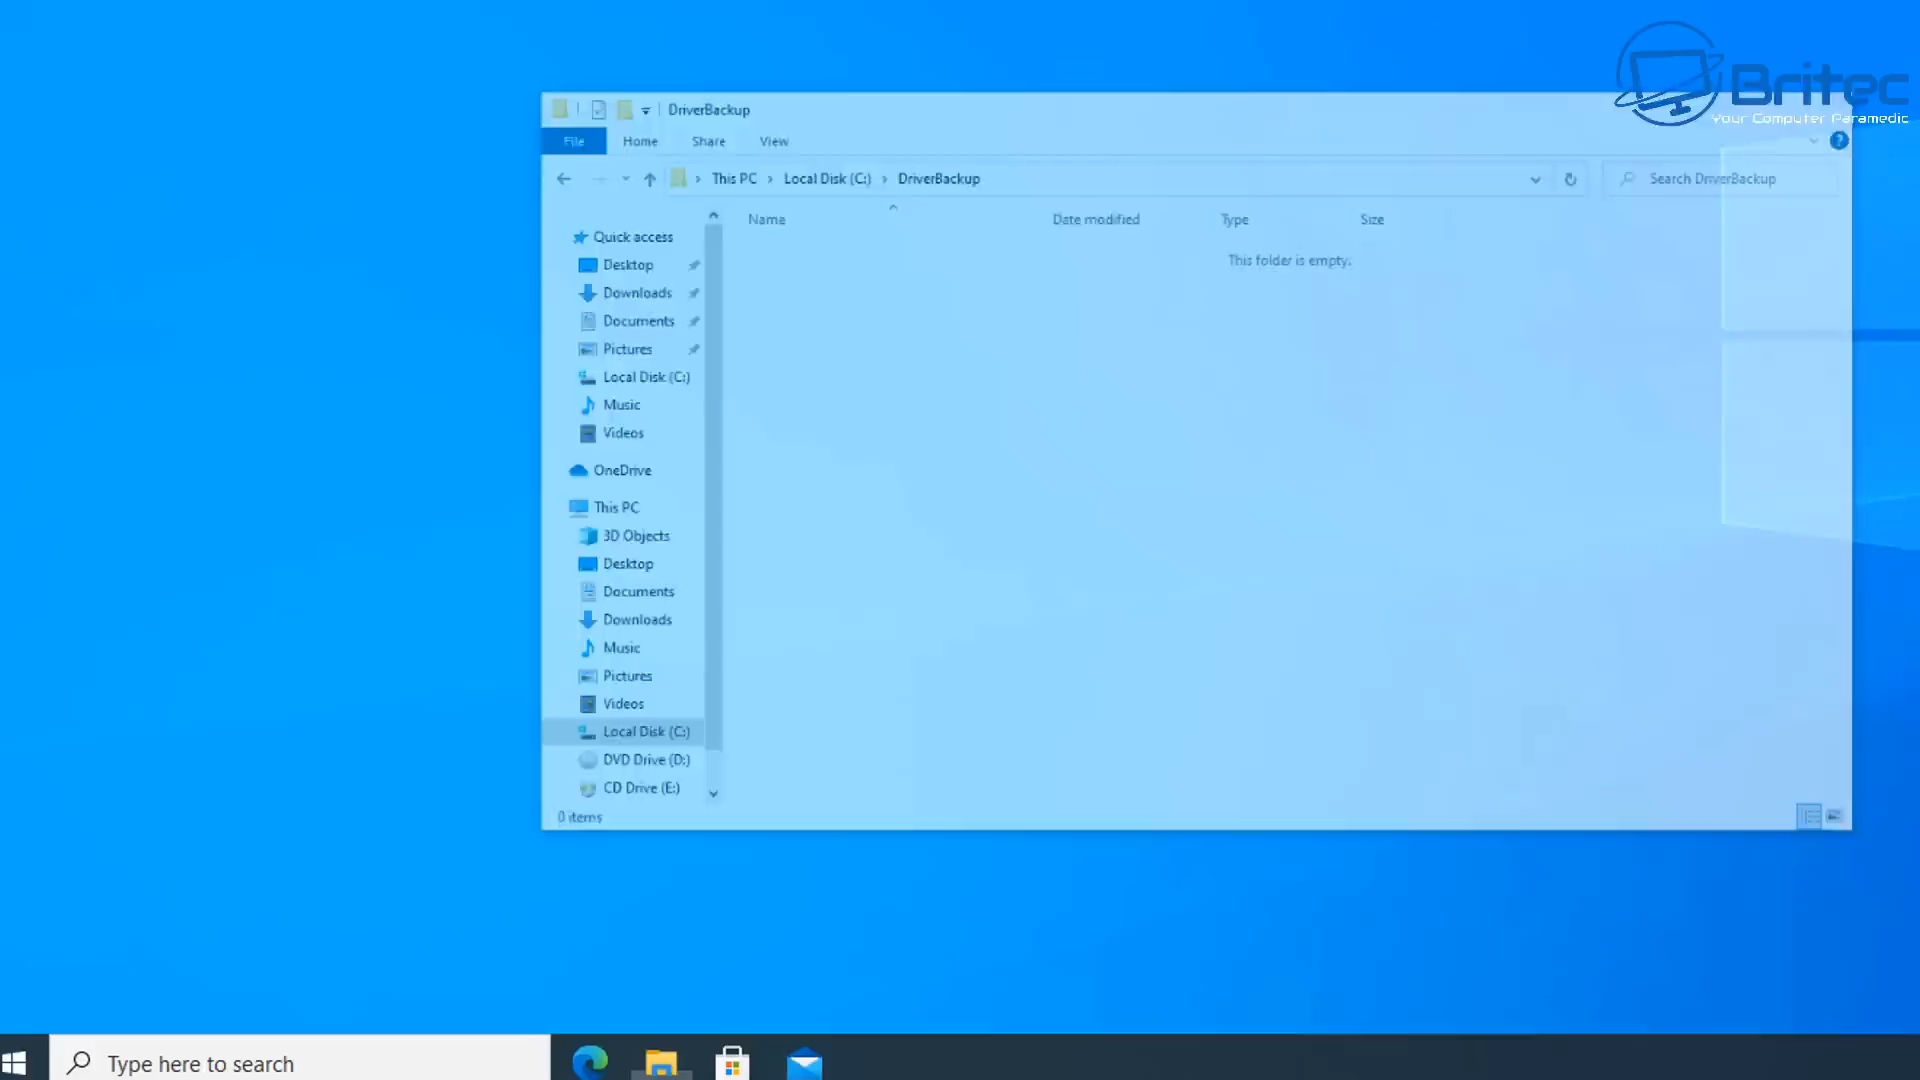 Britec
Your Computer Paramedic
DriverBackup
File Home Share View
This PC Local Disk (C:) DriverBackup
Search DriverBackup
Name Date modified Type Size
This folder is empty.
Quick access
Desktop
Downloads
Documents
Pictures
Local Disk (C:)
Music
Videos
OneDrive
This PC
3D Objects
Desktop
Documents
Downloads
Music
Pictures
Videos
Local Disk (C:)
DVD Drive (D:)
CD Drive (E:)
0 items
Type here to search